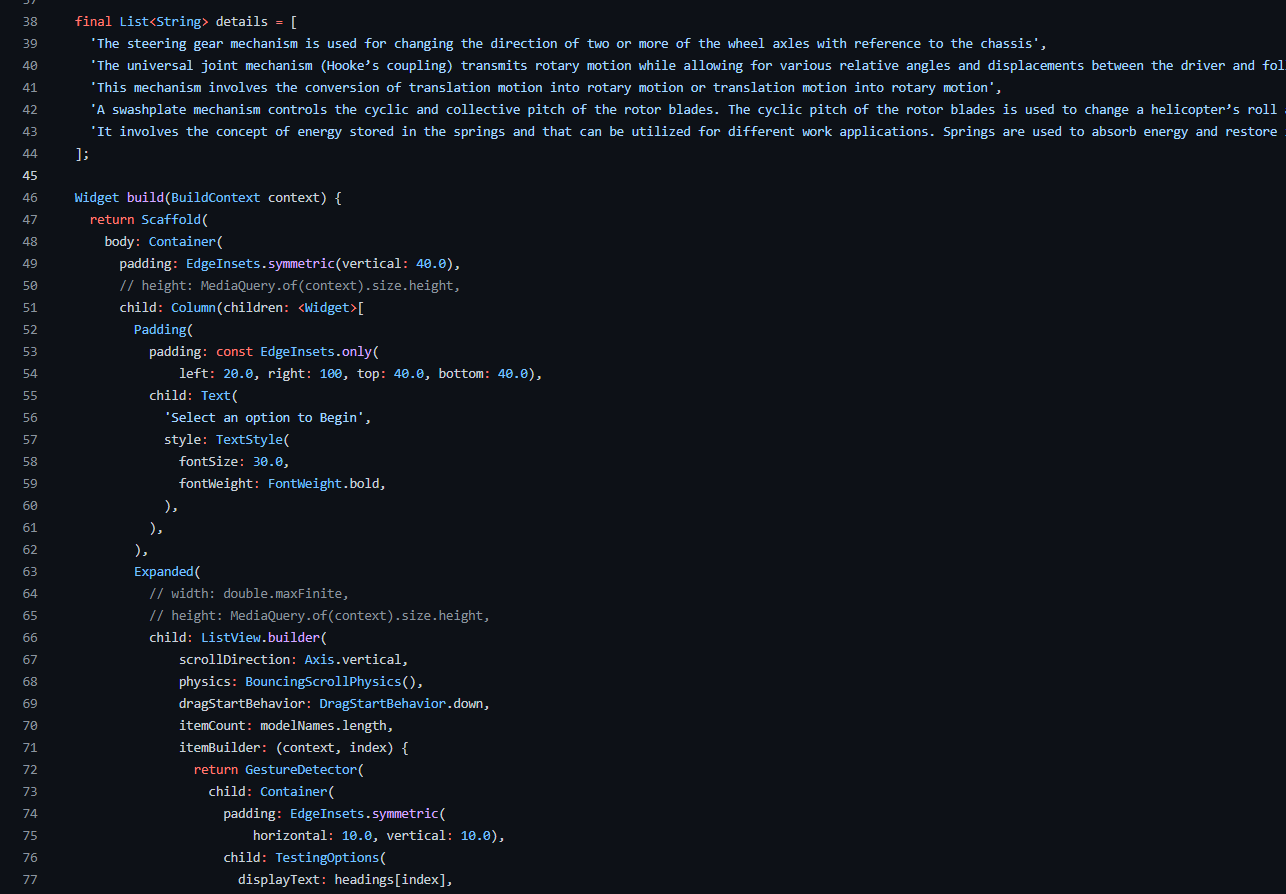 38 final List<String> details = [
39 'The steering gear mechanism is used for changing the direction of two or more of the wheel axles with reference to the chassis',
40 'The universal joint mechanism (Hooke’s coupling) transmits rotary motion while allowing for various relative angles and displacements between the driver and fol
41 'This mechanism involves the conversion of translation motion into rotary motion or translation motion into rotary motion',
42 'A swashplate mechanism controls the cyclic and collective pitch of the rotor blades. The cyclic pitch of the rotor blades is used to change a helicopter’s roll
43 'It involves the concept of energy stored in the springs and that can be utilized for different work applications. Springs are used to absorb energy and restore
44 ];
45
46 Widget build(BuildContext context) {
47 return Scaffold(
48 body: Container(
49 padding: EdgeInsets.symmetric(vertical: 40.0),
50 // height: MediaQuery.of(context).size.height,
51 child: Column(children: <Widget>[
52 Padding(
53 padding: const EdgeInsets.only(
54 left: 20.0, right: 100, top: 40.0, bottom: 40.0),
55 child: Text(
56 'Select an option to Begin',
57 style: TextStyle(
58 fontSize: 30.0,
59 fontWeight: FontWeight.bold,
60 ),
61 ),
62 ),
63 Expanded(
64 // width: double.maxFinite,
65 // height: MediaQuery.of(context).size.height,
66 child: ListView.builder(
67 scrollDirection: Axis.vertical,
68 physics: BouncingScrollPhysics(),
69 dragStartBehavior: DragStartBehavior.down,
70 itemCount: modelNames.length,
71 itemBuilder: (context, index) {
72 return GestureDetector(
73 child: Container(
74 padding: EdgeInsets.symmetric(
75 horizontal: 10.0, vertical: 10.0),
76 child: TestingOptions(
77 displayText: headings[index],